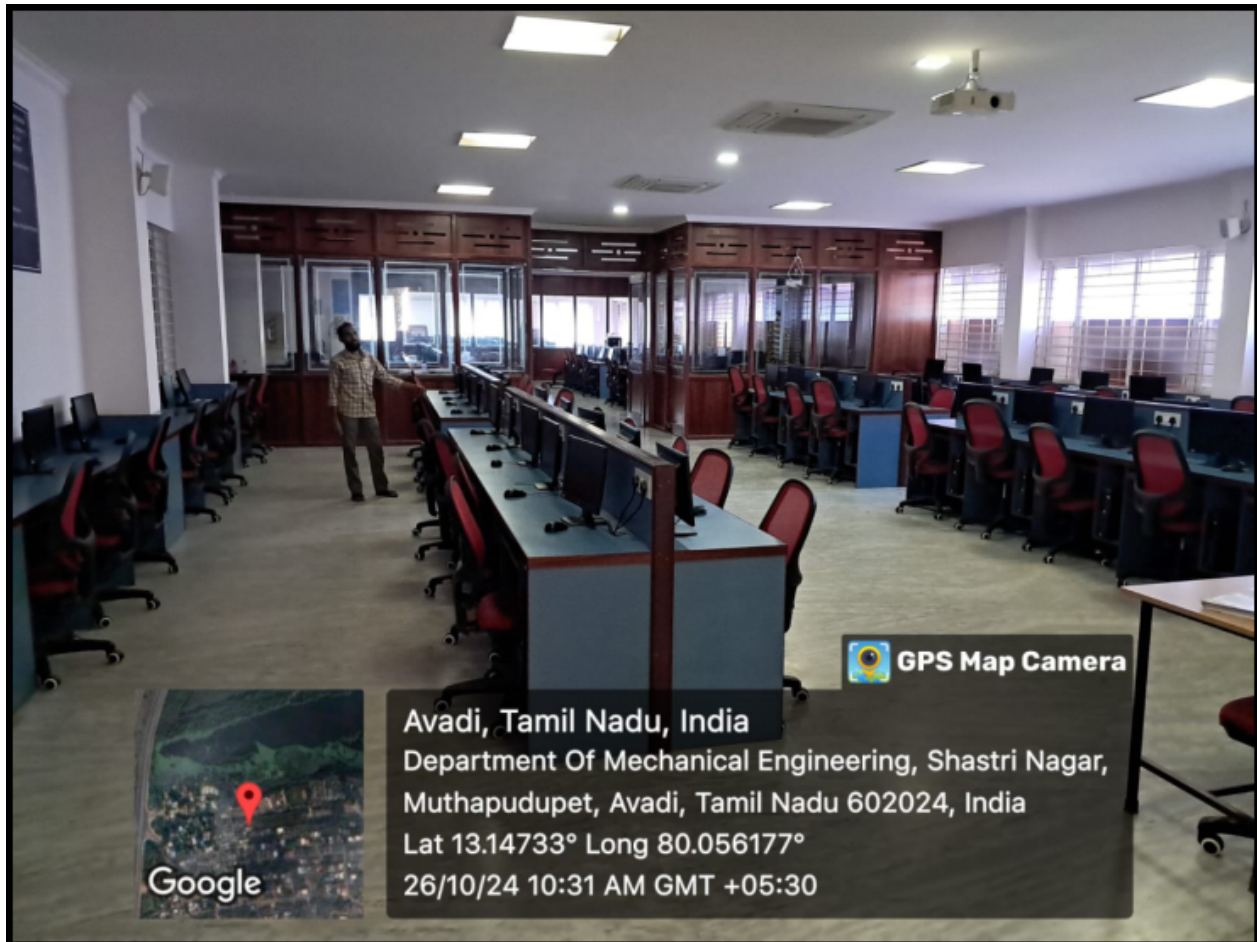 GPS Map Camera
Avadi, Tamil Nadu, India
Department Of Mechanical Engineering, Shastri Nagar,
Muthapudupet, Avadi, Tamil Nadu 602024, India
Lat 13.14733° Long 80.056177°
26/10/24 10:31 AM GMT +05:30
Google